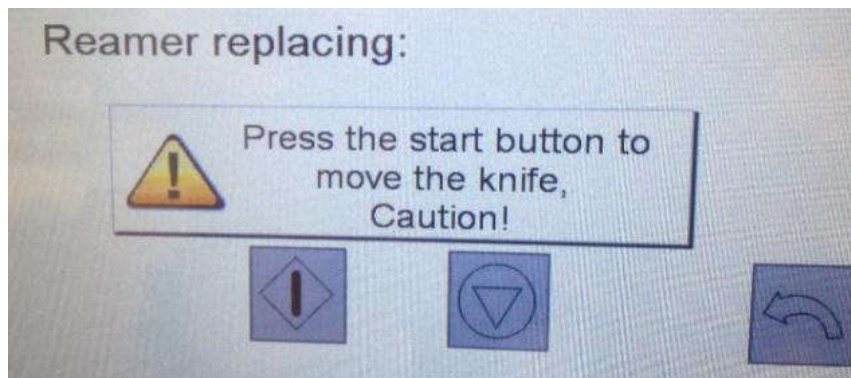 Reamer replacing:
Press the start button to
move the knife,
Caution!